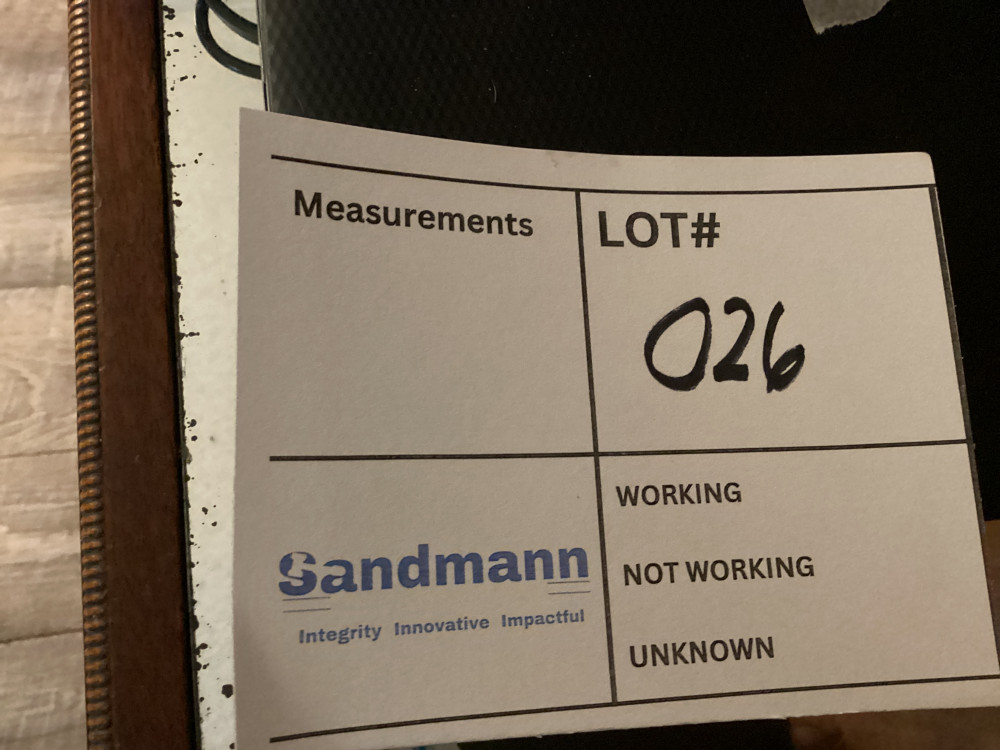 Measurements
LOT#
026
WORKING
NOT WORKING
UNKNOWN
Sandmann
Integrity Innovative Impactful